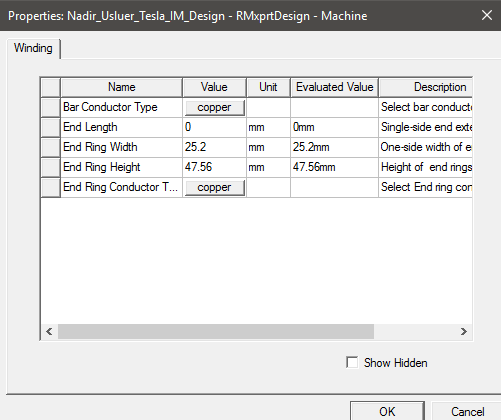 Properties: Nadir_Usluer_Tesla_IM_Design - RMxprtDesign - Machine
Winding
Name Value Unit Evaluated Value Description
Bar Conductor Type copper Select bar conducto
End Length 0 mm 0mm Single-side end exte
End Ring Width 25.2 mm 25.2mm One-side width of e
End Ring Height 47.56 mm 47.56mm Height of end rings
End Ring Conductor T... copper Select End ring con
Show Hidden
OK Cancel